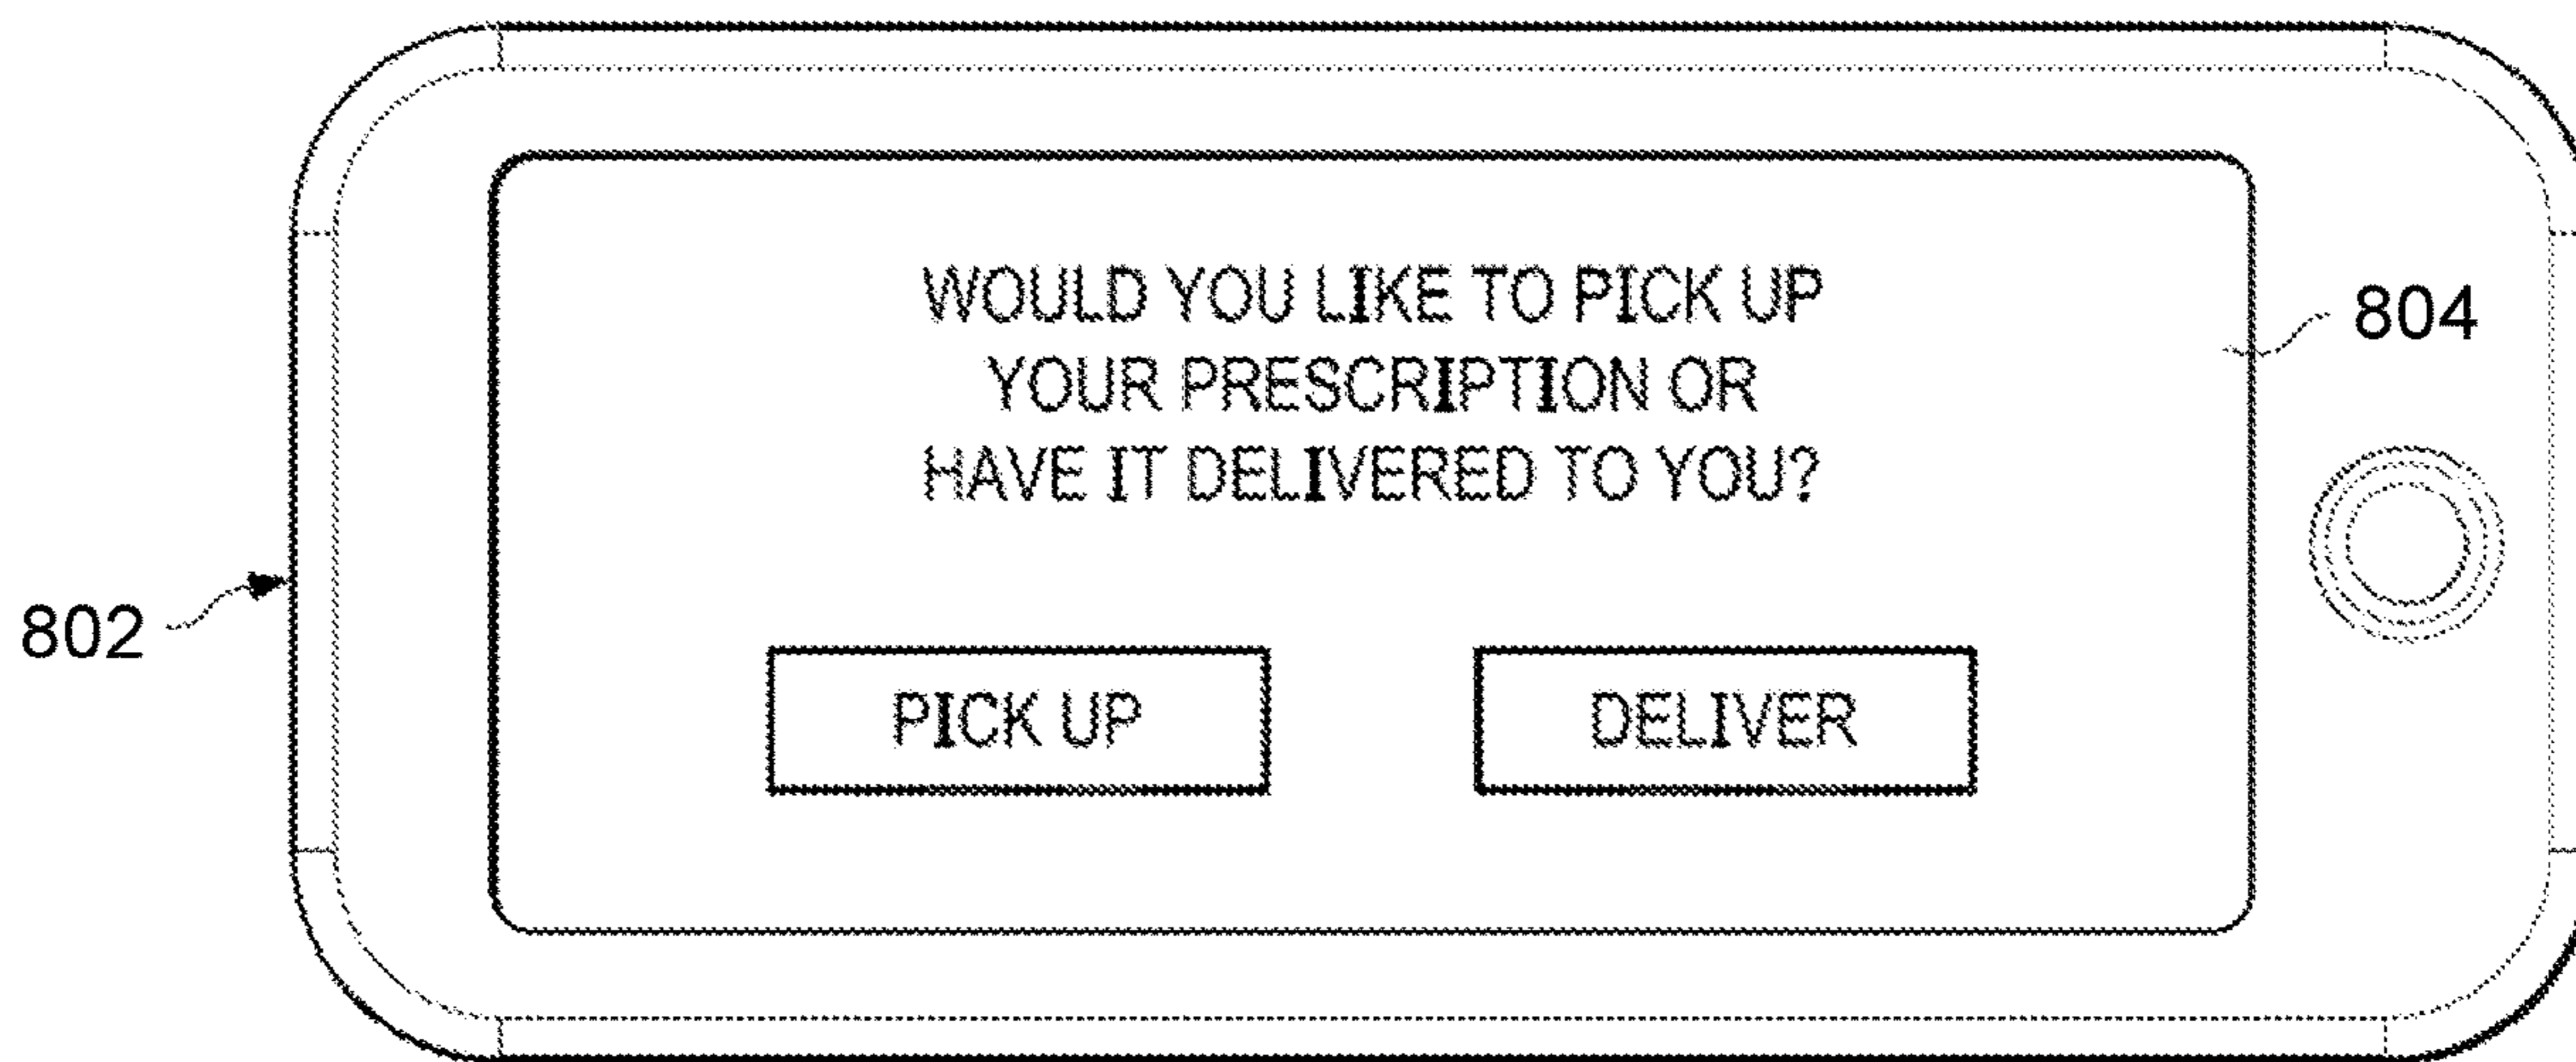 WOULD YOU LIKE TO PICK UP
YOUR PRESCRIPTION OR
HAVE IT DELIVERED TO YOU?
804
802
PICK UP
DELIVER